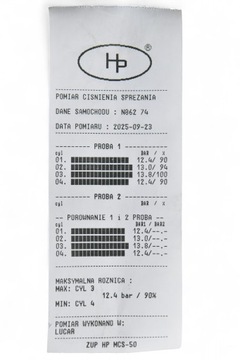 Hp ®
POMIAR CISNIENIA SPREZANIA
DANE SAMOCHODU : N862 74
DATA POMIARU : 2025-09-23
PROBA 1
cyl BAR / %
01. 12.4/ 90
02. 13.0/ 94
03. 13.8/100
04. 12.4/ 90
PROBA 2
POROWNANIE 1 i 2 PROBA
cyl BAR1 / BAR2
01. 12.4/--.-
02. 13.0/--.-
03. 13.8/--.-
04. 12.4/--.-
MAKSYMALNA ROZNICA :
MAX: CYL 3
12.4 bar / 90%
MIN: CYL 4
POMIAR WYKONANO W:
LUCAR
ZUP HP MCS-50